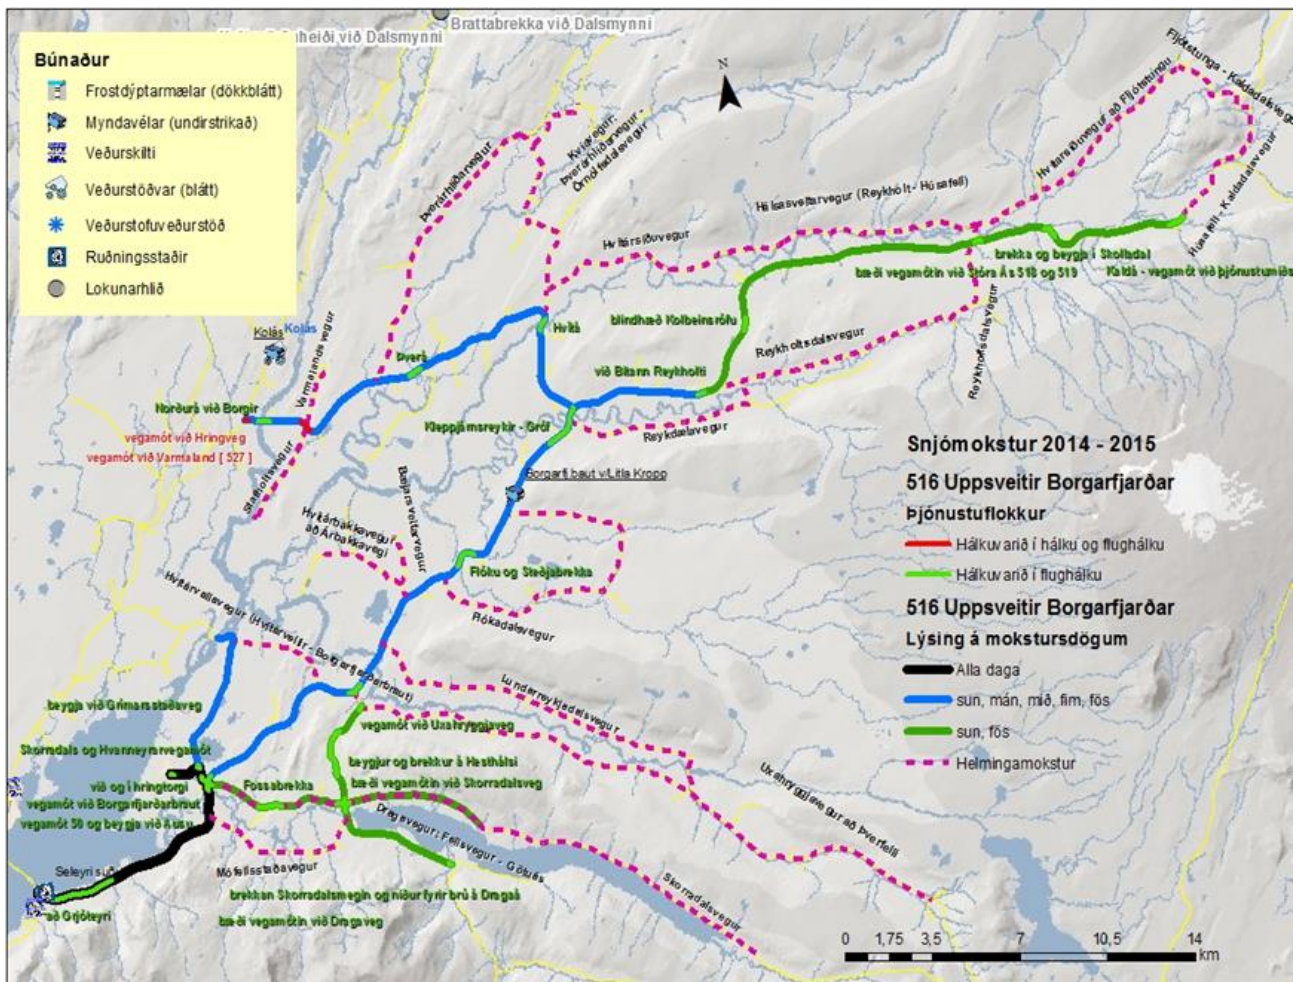 Brattabrekka við Dalsmynni
heiði við Dalsmynni
Búnaður
Frostdýptarmælar (dökkblátt)
Myndavélar (undirstrikað)
Veðurskilti
Veðurstöðvar (blátt)
Veðurstofuveðurstöð
Ruðningsstaðir
Lokunarhlið
N
Fljótstunga - Kaldadalsvegur
Hvítársíðuvegur að Fljótstungu
Húsafell - Kaldadalsvegur
Kvíavegur;
Þverárhlíðarvegur -
Örnólfsdalsvegur
Þverárhlíðarvegur
Hálsasveitarvegur (Reykholt - Húsafell)
Hvítársíðuvegur
brekka og beygja í Skolladal
bæði vegamótin við Stóra Ás 518 og 519
Kaldá - vegamót við þjónustumiðs
blindhæð Kolbeinsrófu
Hvítá
Kolás
Kolás
Varmalandsvegur
Þverá
Reykholtsdalsvegur
Reykholtsdalsvegur
við Bitann Reykholti
Norðurá við Borgir
vegamót við Hringveg
vegamót við Varmaland [ 527 ]
Kleppjárnsreykir - Gróf
Reykdælavegur
Stafholtsvegur
Borgarfj.baut v/Litla Kropp
Bæjarsveitarvegur
Hvítárbakkavegur
að Árbakkavegi
Flóku og Steðjabrekka
Flókadalsvegur
Hvítárvallavegur (Hvítárvellir - Borgarfjarðarbraut)
Lundarreykjadalsvegur
beygja við Grímarsstaðaveg
vegamót við Uxahryggjaveg
Skorradals og Hvanneyrarvegamót
beygjur og brekkur á Hesthálsi
við og í hringtorgi
Fossabrekka
bæði vegamótin við Skorradalsveg
vegamót við Borgarfjarðarbraut
vegamót 50 og beygja við Ausu
Uxahryggjavegur að Þverfelli
Dragavegur; Fellsvegur - Götuás
Mófellsstaðavegur
Seleyri suð
Skorradalsvegur
brekkan Skorradalsmegin og niður fyrir brú á Dragaá
að Grjóteyri
bæði vegamótin við Dragaveg
Snjómokstur 2014 - 2015
516 Uppsveitir Borgarfjarðar
Þjónustuflokkur
Hálkuvarið í hálku og flughálku
Hálkuvarið í flughálku
516 Uppsveitir Borgarfjarðar
Lýsing á mokstursdögum
Alla daga
sun, mán, mið, fim, fös
sun, fös
Helmingamokstur
0 1,75 3,5 7 10,5 14
km